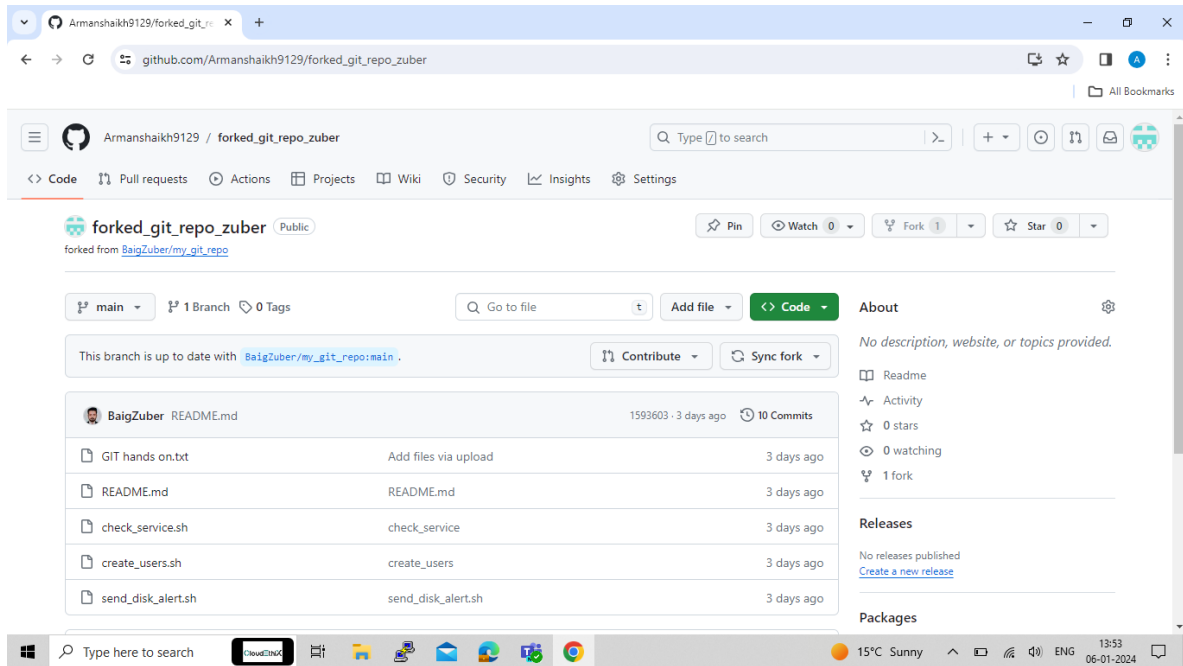 Armanshaikh9129/forked_git_re
github.com/Armanshaikh9129/forked_git_repo_zuber
A
All Bookmarks
Armanshaikh9129 / forked_git_repo_zuber
Type / to search
Code Pull requests Actions Projects Wiki Security Insights Settings
forked_git_repo_zuber Public
Pin Watch 0 Fork 1 Star 0
forked from BaigZuber/my_git_repo
main 1 Branch 0 Tags
Go to file t Add file Code
About
No description, website, or topics provided.
This branch is up to date with BaigZuber/my_git_repo:main .
Contribute Sync fork
Readme
Activity
0 stars
0 watching
1 fork
BaigZuber README.md 1593603 · 3 days ago 10 Commits
GIT hands on.txt Add files via upload 3 days ago
README.md README.md 3 days ago
check_service.sh check_service 3 days ago
create_users.sh create_users 3 days ago
send_disk_alert.sh send_disk_alert.sh 3 days ago
Releases
No releases published
Create a new release
Packages
Type here to search
CloudEthiX
15°C Sunny
ENG
13:53
06-01-2024